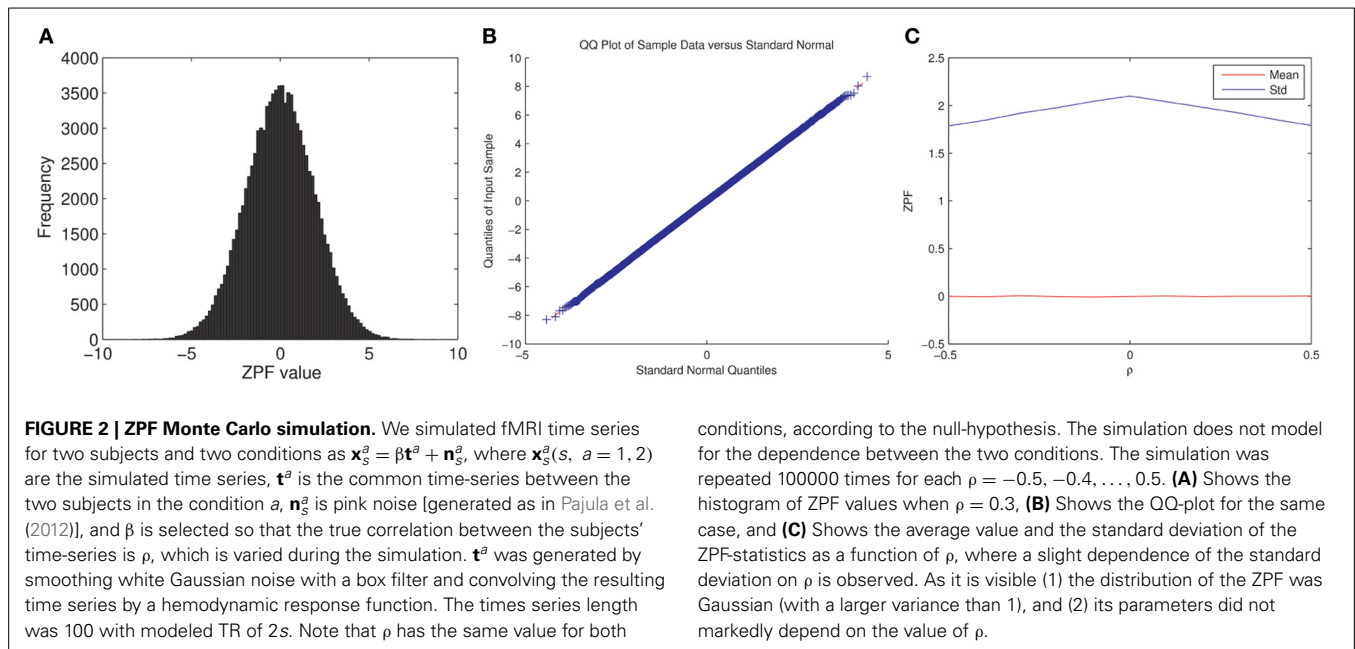 A
4000
3500
3000
2500
2000
1500
1000
500
0
Frequency
−10
−5
0
5
10
ZPF value
B
QQ Plot of Sample Data versus Standard Normal
10
8
6
4
2
0
−2
−4
−6
−8
−10
Quantiles of Input Sample
−5
0
5
Standard Normal Quantiles
C
2.5
2
1.5
1
0.5
0
−0.5
ZPF
Mean
Std
−0.5
0
0.5
ρ
FIGURE 2 | ZPF Monte Carlo simulation. We simulated fMRI time series
for two subjects and two conditions as x_s^a = βt^a + n_s^a, where x_s^a(s, a = 1, 2)
are the simulated time series, t^a is the common time-series between the
two subjects in the condition a, n_s^a is pink noise [generated as in Pajula et al.
(2012)], and β is selected so that the true correlation between the subjects'
time-series is ρ, which is varied during the simulation. t^a was generated by
smoothing white Gaussian noise with a box filter and convolving the resulting
time series by a hemodynamic response function. The times series length
was 100 with modeled TR of 2s. Note that ρ has the same value for both
conditions, according to the null-hypothesis. The simulation does not model
for the dependence between the two conditions. The simulation was
repeated 100000 times for each ρ = −0.5, −0.4, ..., 0.5. (A) Shows the
histogram of ZPF values when ρ = 0.3, (B) Shows the QQ-plot for the same
case, and (C) Shows the average value and the standard deviation of the
ZPF-statistics as a function of ρ, where a slight dependence of the standard
deviation on ρ is observed. As it is visible (1) the distribution of the ZPF was
Gaussian (with a larger variance than 1), and (2) its parameters did not
markedly depend on the value of ρ.